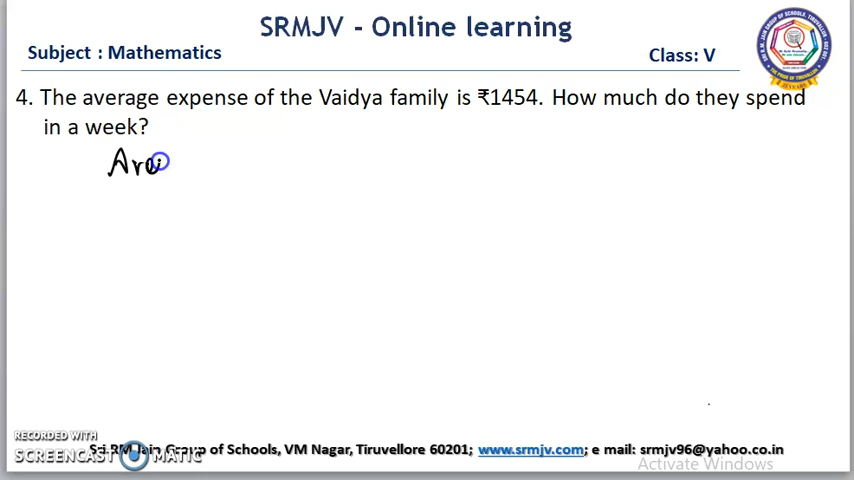 SRMJV - Online learning
Subject : Mathematics
Class: V
4. The average expense of the Vaidya family is ₹1454. How much do they spend
in a week?
RECORDED WITH
SCREENCAST MATIC
Sri RM Jain Group of Schools, VM Nagar, Tiruvellore 60201; www.srmjv.com; e mail: srmjv96@yahoo.co.in
Activate Windows